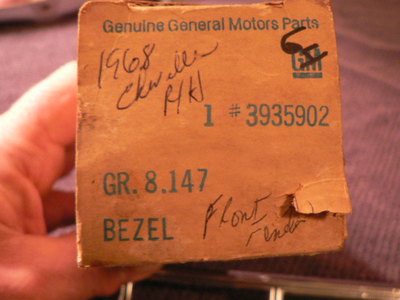 Genuine General Motors Parts
GM
1968
Chevelle
RH
1 #3935902
GR. 8.147
BEZEL
Front
Fender